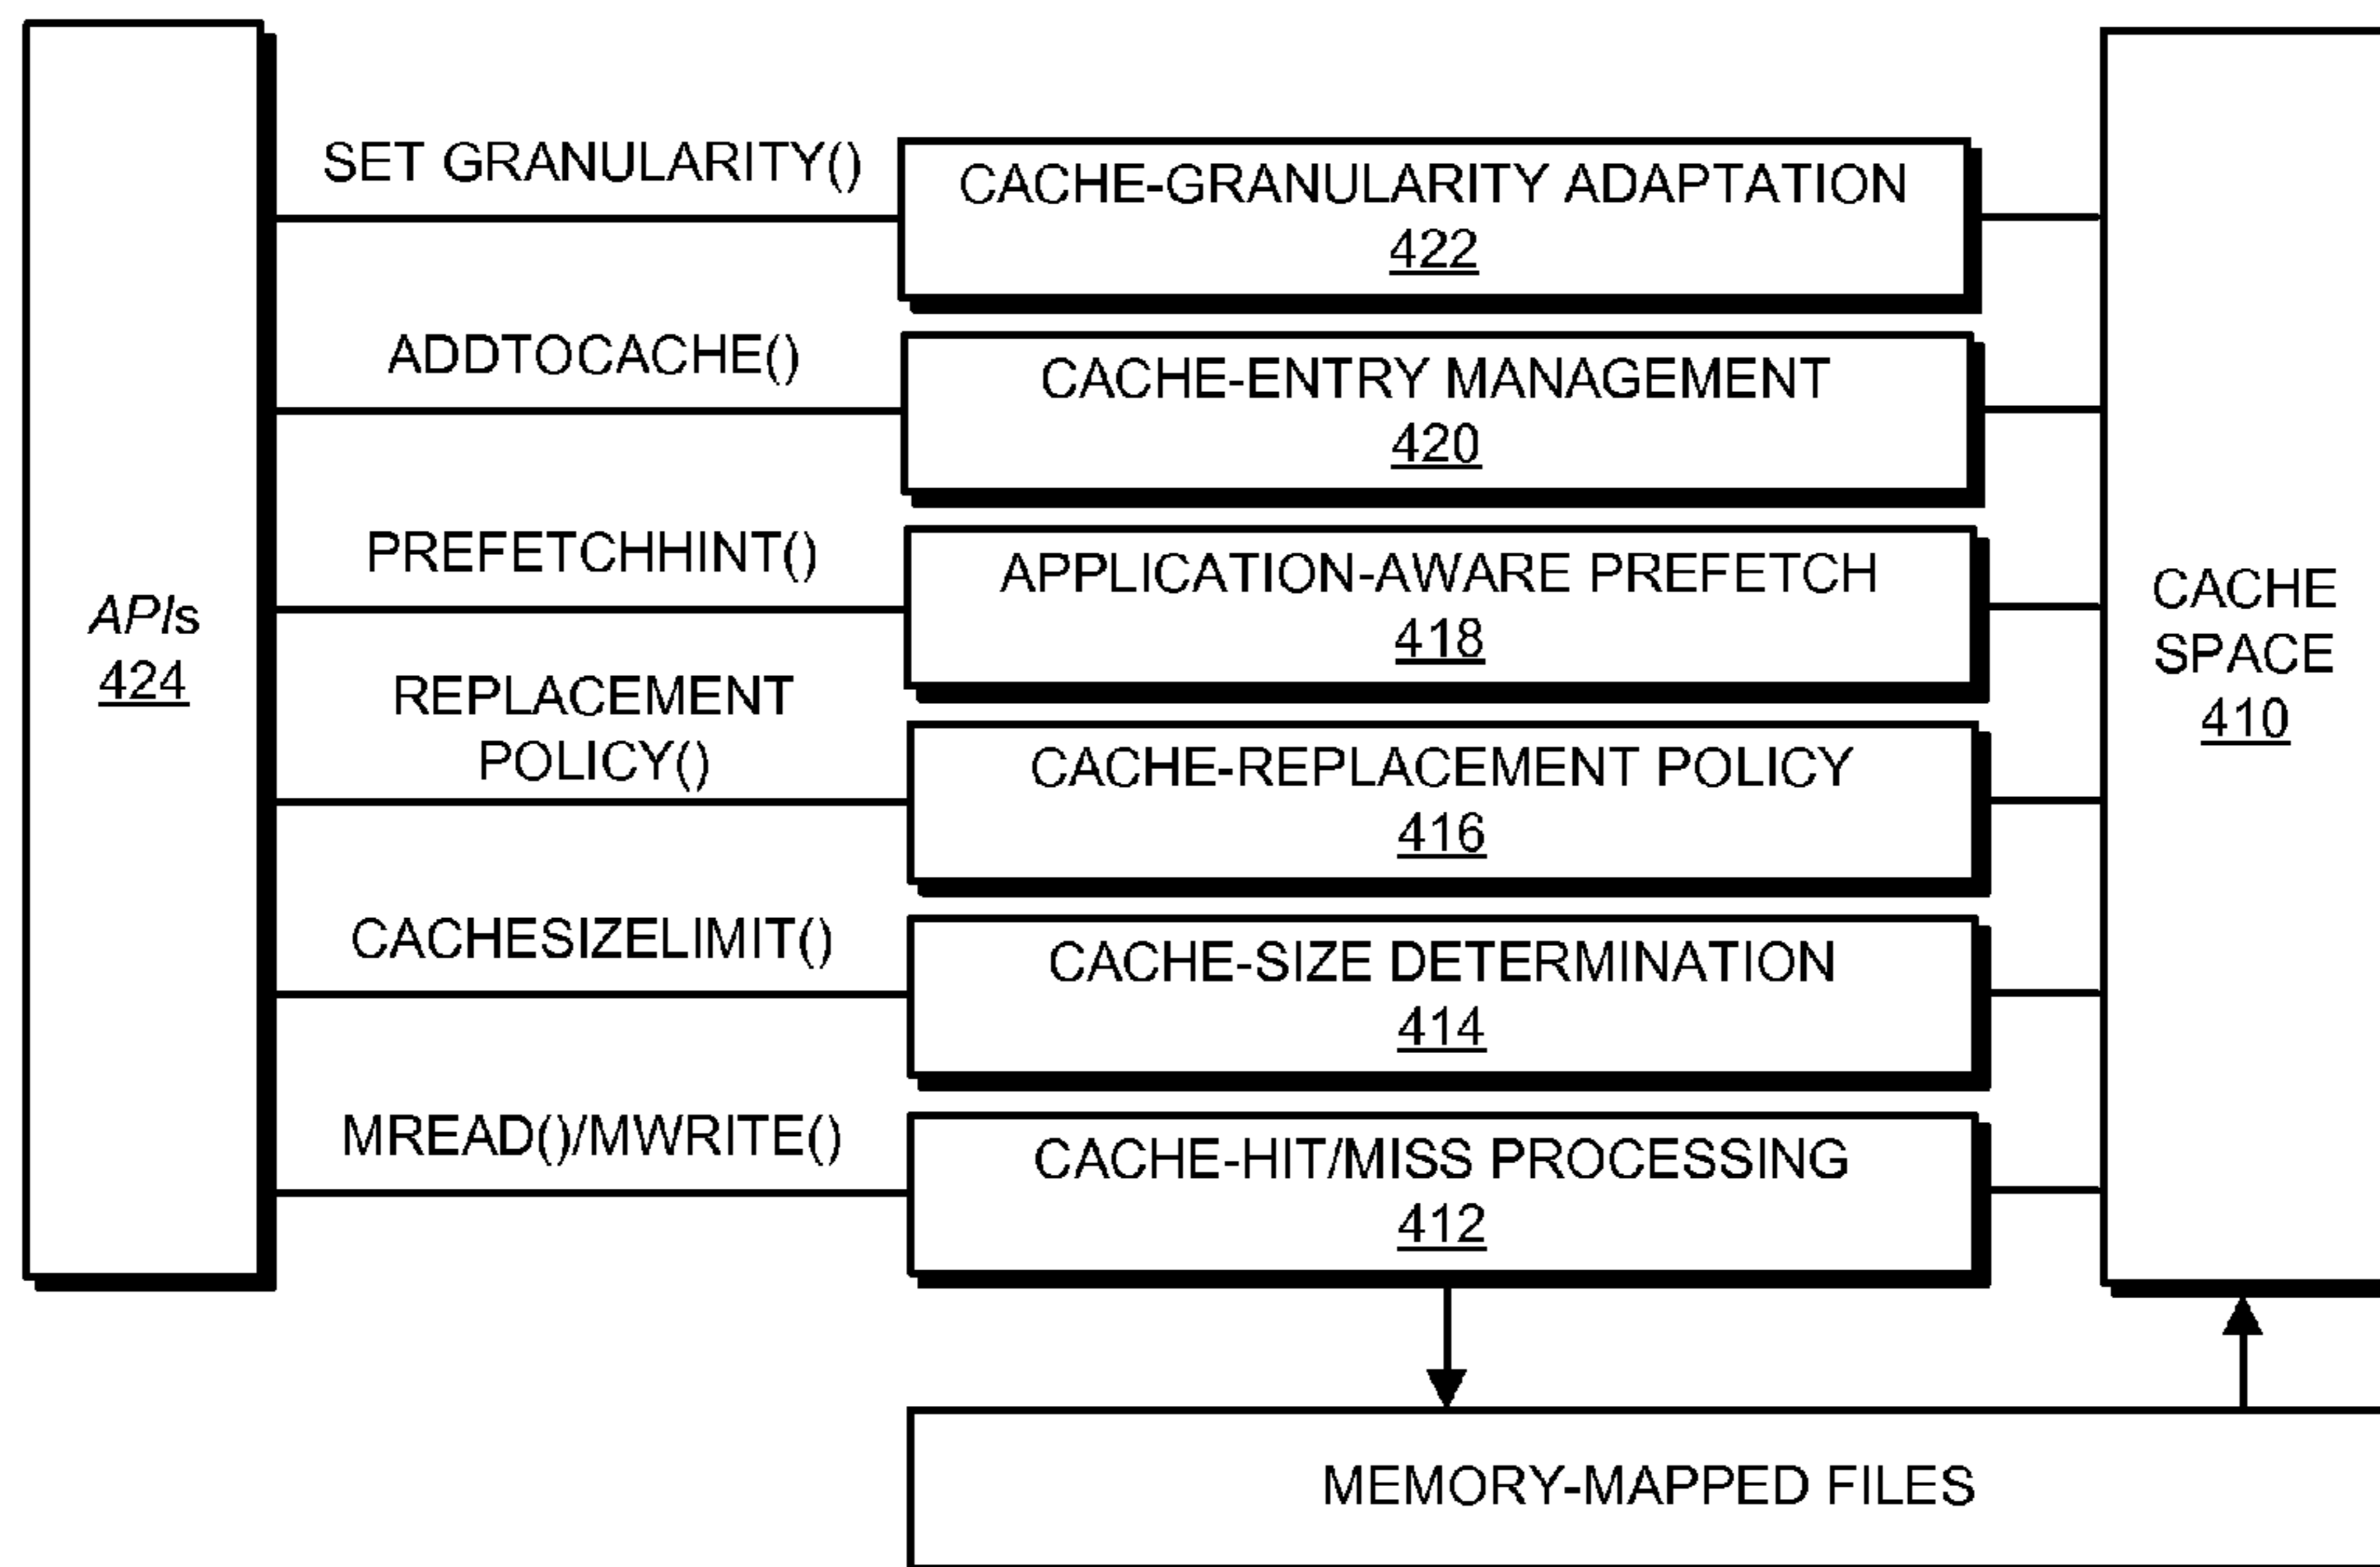 APIs
424
SET GRANULARITY()
CACHE-GRANULARITY ADAPTATION
422
ADDTOCACHE()
CACHE-ENTRY MANAGEMENT
420
PREFETCHHINT()
APPLICATION-AWARE PREFETCH
418
REPLACEMENT
POLICY()
CACHE-REPLACEMENT POLICY
416
CACHESIZELIMIT()
CACHE-SIZE DETERMINATION
414
MREAD()/MWRITE()
CACHE-HIT/MISS PROCESSING
412
CACHE
SPACE
410
MEMORY-MAPPED FILES